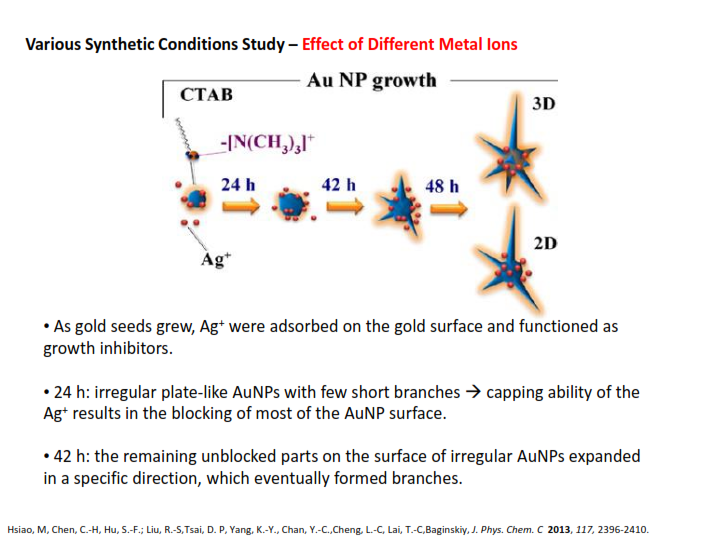 Various Synthetic Conditions Study – Effect of Different Metal Ions
Au NP growth
CTAB
3D
-[N(CH3)3]+
24 h
42 h
48 h
2D
Ag+
• As gold seeds grew, Ag+ were adsorbed on the gold surface and functioned as
growth inhibitors.
• 24 h: irregular plate-like AuNPs with few short branches → capping ability of the
Ag+ results in the blocking of most of the AuNP surface.
• 42 h: the remaining unblocked parts on the surface of irregular AuNPs expanded
in a specific direction, which eventually formed branches.
Hsiao, M, Chen, C.-H, Hu, S.-F.; Liu, R.-S,Tsai, D. P, Yang, K.-Y., Chan, Y.-C.,Cheng, L.-C, Lai, T.-C,Baginskiy, J. Phys. Chem. C 2013, 117, 2396-2410.